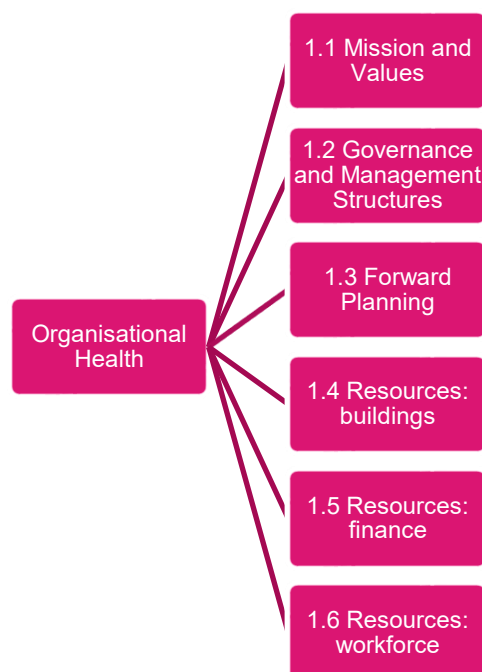 1.1 Mission and
Values
1.2 Governance
and Management
Structures
1.3 Forward
Planning
Organisational
Health
1.4 Resources:
buildings
1.5 Resources:
finance
1.6 Resources:
workforce